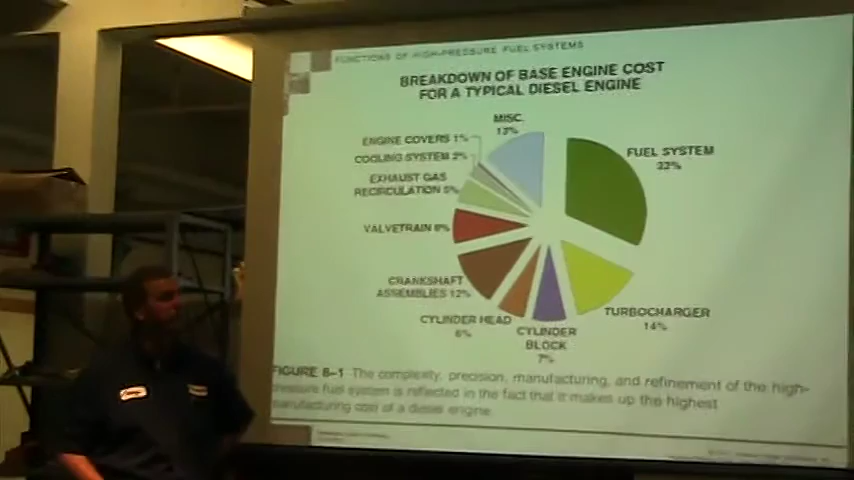 FUNCTIONS OF HIGH-PRESSURE FUEL SYSTEMS
BREAKDOWN OF BASE ENGINE COST
FOR A TYPICAL DIESEL ENGINE
MISC.
13%
ENGINE COVERS 1%
COOLING SYSTEM 2%
EXHAUST GAS
RECIRCULATION 5%
VALVETRAIN 8%
CRANKSHAFT
ASSEMBLIES 12%
CYLINDER HEAD
6%
CYLINDER
BLOCK
7%
TURBOCHARGER
14%
FUEL SYSTEM
32%
FIGURE 8-1 The complexity, precision, manufacturing, and refinement of the high-
pressure fuel system is reflected in the fact that it makes up the highest
manufacturing cost of a diesel engine